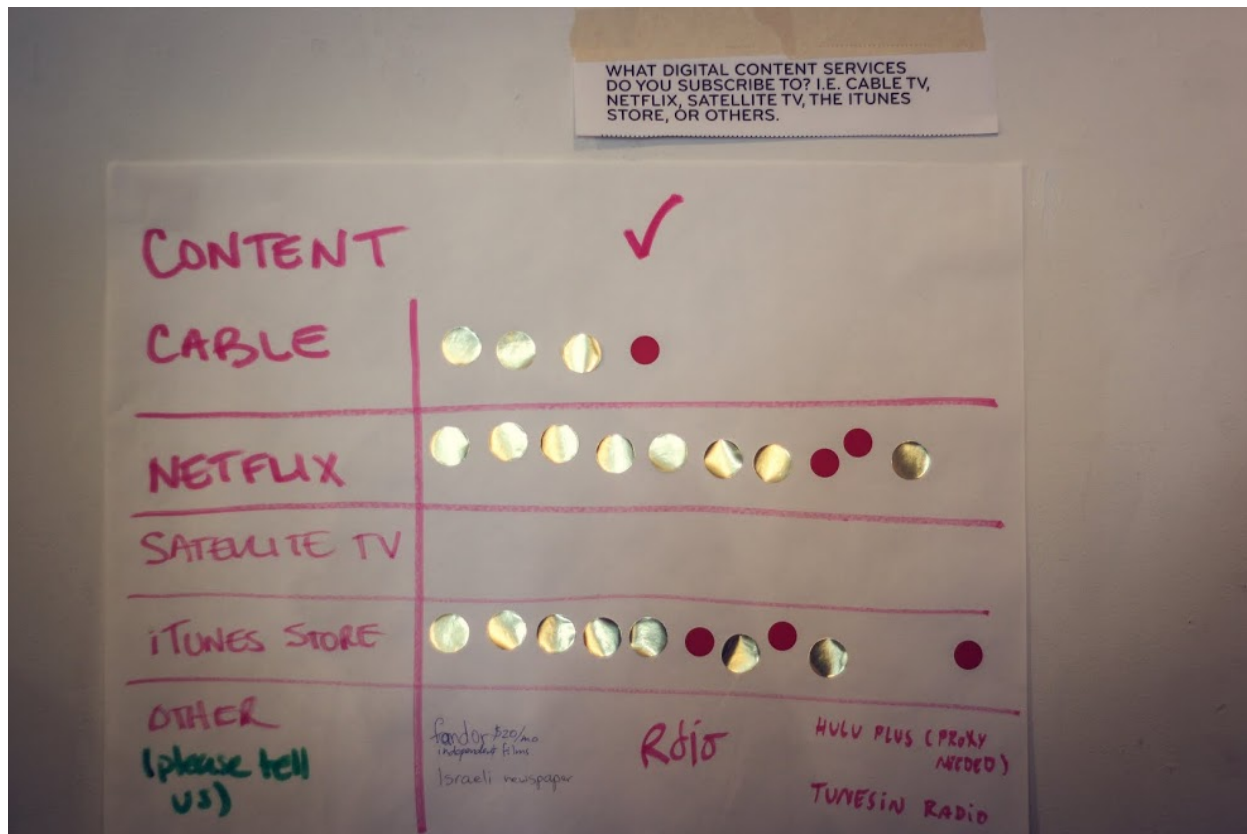 WHAT DIGITAL CONTENT SERVICES
DO YOU SUBSCRIBE TO? I.E. CABLE TV,
NETFLIX, SATELLITE TV, THE ITUNES
STORE, OR OTHERS.
CONTENT ✓
CABLE
NETFLIX
SATELLITE TV
iTUNES STORE
OTHER
(please tell
us)
fandor $20/mo
independent films
Israeli newspaper
Rdio
HULU PLUS (PROXY
NEEDED)
TUNESiN RADiO